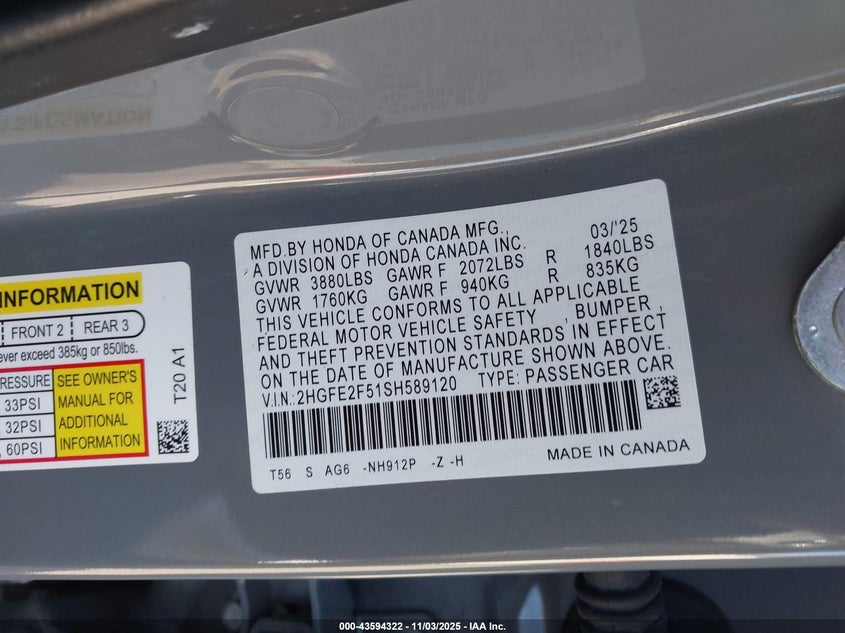 MFD.BY HONDA OF CANADA MFG., 03/'25
A DIVISION OF HONDA CANADA INC.
GVWR 3880LBS GAWR F 2072LBS R 1840LBS
GVWR 1760KG GAWR F 940KG R 835KG
THIS VEHICLE CONFORMS TO ALL APPLICABLE
FEDERAL MOTOR VEHICLE SAFETY , BUMPER ,
AND THEFT PREVENTION STANDARDS IN EFFECT
ON THE DATE OF MANUFACTURE SHOWN ABOVE.
V.I.N.:2HGFE2F51SH589120 TYPE: PASSENGER CAR
T56 S AG6 -NH912P -Z -H MADE IN CANADA
INFORMATION
FRONT 2 REAR 3
ever exceed 385kg or 850lbs.
PRESSURE SEE OWNER'S
33PSI MANUAL FOR
32PSI ADDITIONAL
60PSI INFORMATION
T20 A1
000-43594322 - 11/03/2025 - IAA Inc.